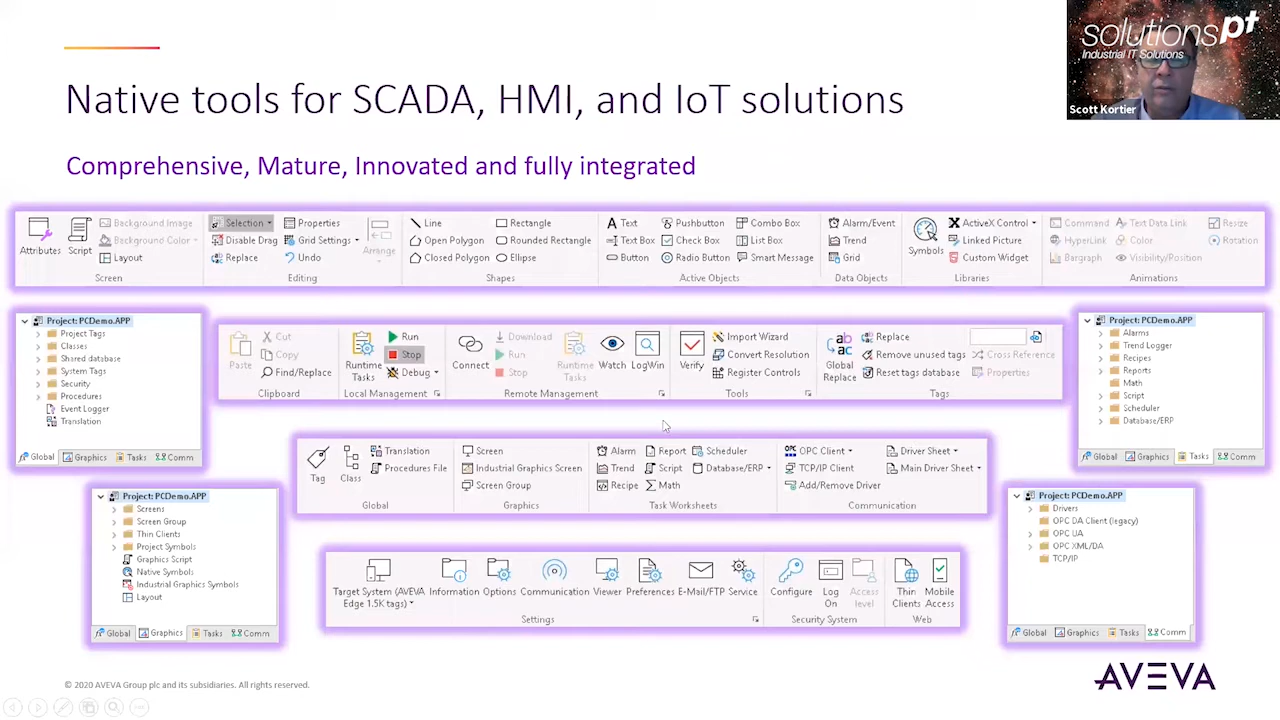 solutionspt
Industrial IT Solutions
Scott Kortier
Native tools for SCADA, HMI, and IoT solutions
Comprehensive, Mature, Innovated and fully integrated
Attributes
Script
Background Image
Background Color
Layout
Screen
Selection
Disable Drag
Replace
Properties
Grid Settings
Undo
Arrange
Editing
Line
Open Polygon
Closed Polygon
Rectangle
Rounded Rectangle
Ellipse
Shapes
Text
Text Box
Button
Pushbutton
Check Box
Radio Button
Combo Box
List Box
Smart Message
Active Objects
Alarm/Event
Trend
Grid
Data Objects
Symbols
ActiveX Control
Linked Picture
Custom Widget
Libraries
Command
HyperLink
Bargraph
Text Data Link
Color
Visibility/Position
Resize
Rotation
Animations
Project: PCDemo.APP
Project Tags
Classes
Shared database
System Tags
Security
Procedures
Event Logger
Translation
Global
Graphics
Tasks
Comm
Paste
Cut
Copy
Find/Replace
Clipboard
Runtime
Tasks
Run
Stop
Debug
Local Management
Connect
Download
Run
Stop
Runtime
Tasks
Watch
LogWin
Remote Management
Verify
Import Wizard
Convert Resolution
Register Controls
Tools
ab
ac
Global
Replace
Replace
Remove unused tags
Reset tags database
Cross Reference
Properties
Tags
Project: PCDemo.APP
Alarms
Trend Logger
Recipes
Reports
Math
Script
Scheduler
Database/ERP
Global
Graphics
Tasks
Comm
Tag
Class
Translation
Procedures File
Global
Screen
Industrial Graphics Screen
Screen Group
Graphics
Alarm
Trend
Recipe
Report
Script
Math
Scheduler
Database/ERP
Task Worksheets
OPC Client
TCP/IP Client
Add/Remove Driver
Driver Sheet
Main Driver Sheet
Communication
Project: PCDemo.APP
Screens
Screen Group
Thin Clients
Project Symbols
Graphics Script
Native Symbols
Industrial Graphics Symbols
Layout
Global
Graphics
Tasks
Comm
Target System (AVEVA
Edge 1.5K tags)
Information
Options
Communication
Viewer
Preferences
E-Mail/FTP
Service
Settings
Configure
Log
On
Access
level
Security System
Thin
Clients
Mobile
Access
Web
Project: PCDemo.APP
Drivers
OPC DA Client (legacy)
OPC UA
OPC XML/DA
TCP/IP
Global
Graphics
Tasks
Comm
© 2020 AVEVA Group plc and its subsidiaries. All rights reserved.
AVEVA